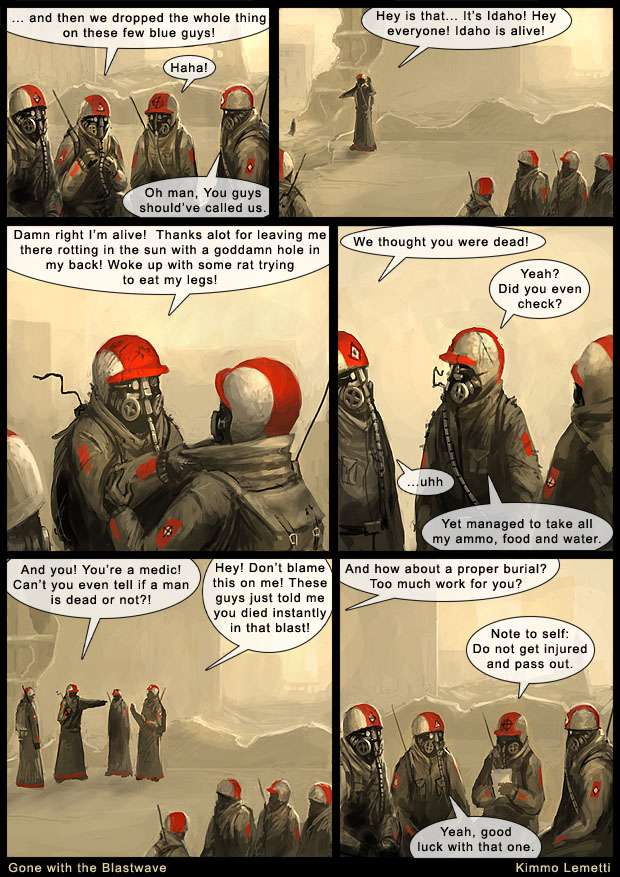 ... and then we dropped the whole thing
on these few blue guys!
Haha!
Oh man, You guys
should've called us.
Hey is that... It's Idaho! Hey
everyone! Idaho is alive!
Damn right I'm alive! Thanks alot for leaving me
there rotting in the sun with a goddamn hole in
my back! Woke up with some rat trying
to eat my legs!
We thought you were dead!
Yeah?
Did you even
check?
...uhh
Yet managed to take all
my ammo, food and water.
And you! You're a medic!
Can't you even tell if a man
is dead or not?!
Hey! Don't blame
this on me! These
guys just told me
you died instantly
in that blast!
And how about a proper burial?
Too much work for you?
Note to self:
Do not get injured
and pass out.
Yeah, good
luck with that one.
Gone with the Blastwave
Kimmo Lemetti